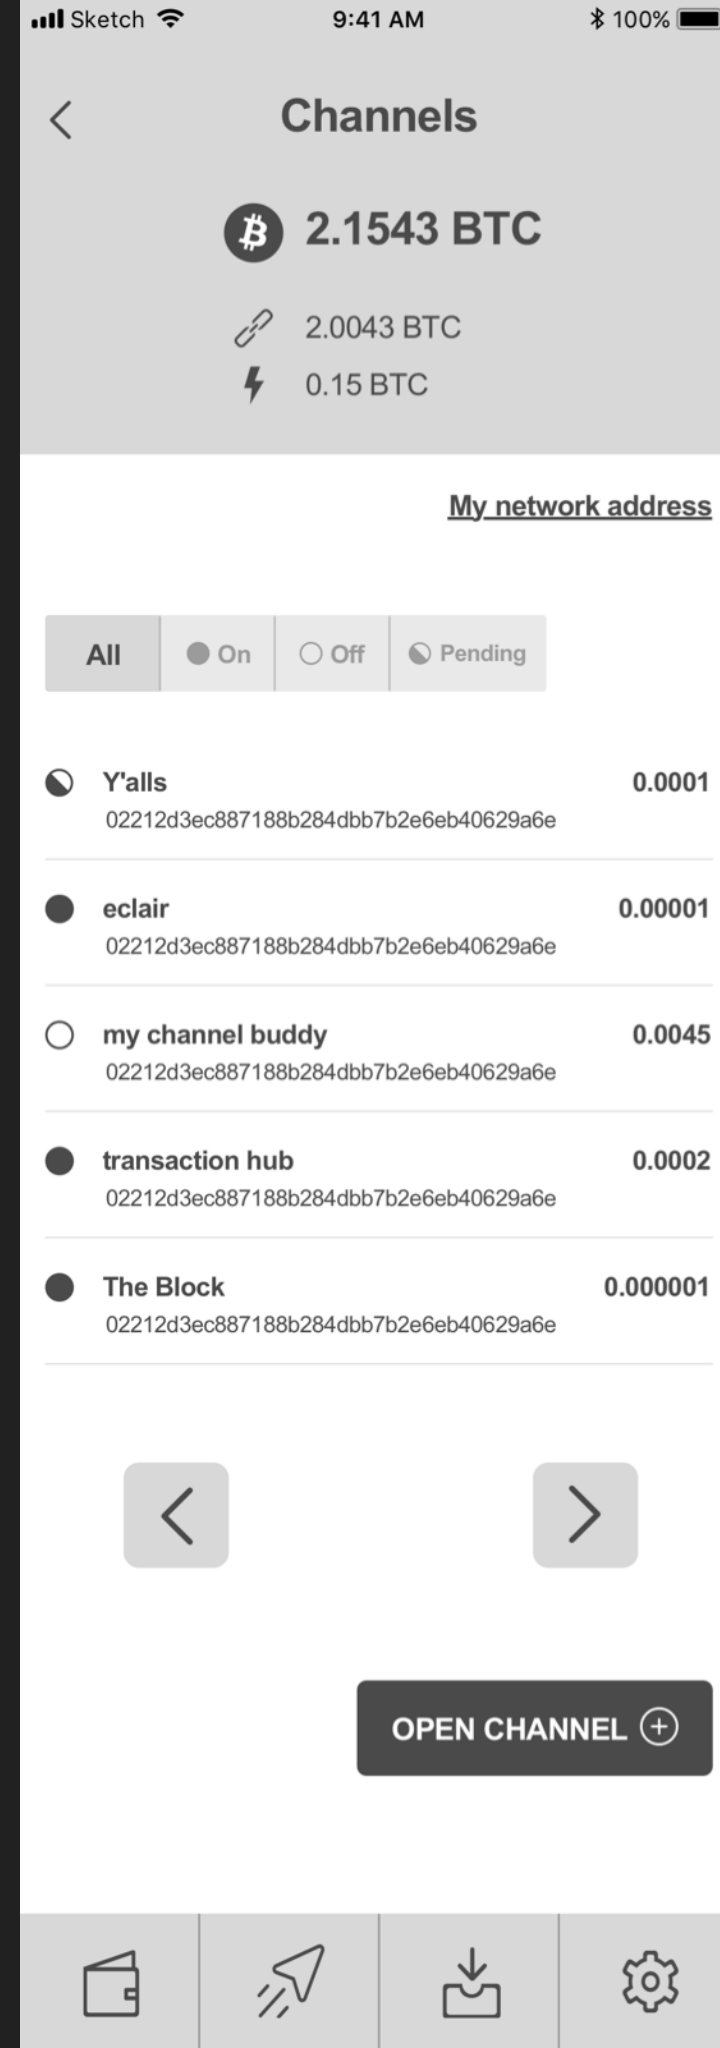 Sketch 9:41 AM 100%
Channels
2.1543 BTC
2.0043 BTC
0.15 BTC
My network address
All On Off Pending
Y'alls 0.0001
02212d3ec887188b284dbb7b2e6eb40629a6e
eclair 0.00001
02212d3ec887188b284dbb7b2e6eb40629a6e
my channel buddy 0.0045
02212d3ec887188b284dbb7b2e6eb40629a6e
transaction hub 0.0002
02212d3ec887188b284dbb7b2e6eb40629a6e
The Block 0.000001
02212d3ec887188b284dbb7b2e6eb40629a6e
OPEN CHANNEL